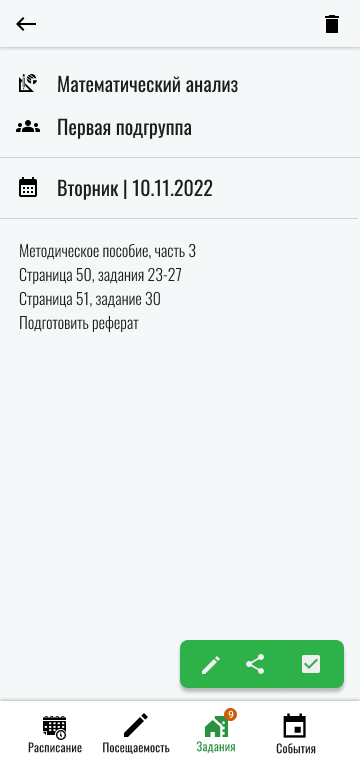 Математический анализ
Первая подгруппа
Вторник | 10.11.2022
Методическое пособие, часть 3
Страница 50, задания 23-27
Страница 51, задание 30
Подготовить реферат
9
Расписание
Посещаемость
Задания
События